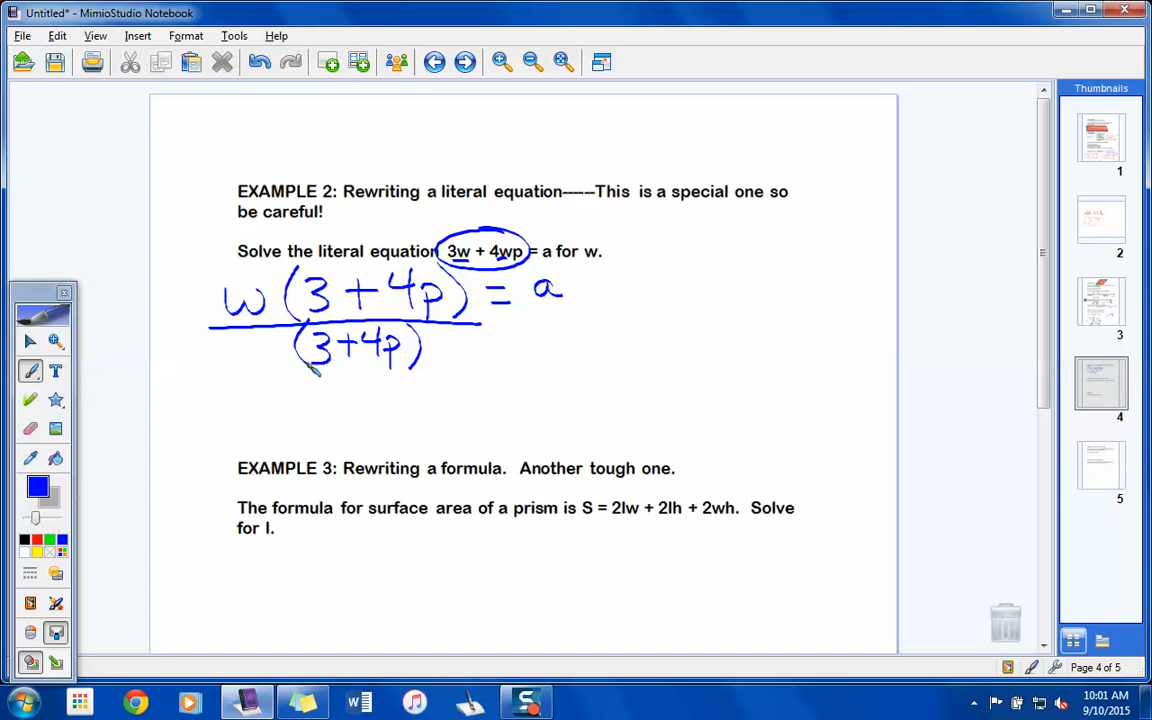 Untitled* - MimioStudio Notebook
File Edit View Insert Format Tools Help
Thumbnails
EXAMPLE 2: Rewriting a literal equation------This is a special one so
be careful!
Solve the literal equation 3w + 4wp = a for w.
w (3 + 4p) = a
(3+4p)
EXAMPLE 3: Rewriting a formula. Another tough one.
The formula for surface area of a prism is S = 2lw + 2lh + 2wh. Solve
for l.
1
2
3
4
5
Page 4 of 5
10:01 AM
9/10/2015